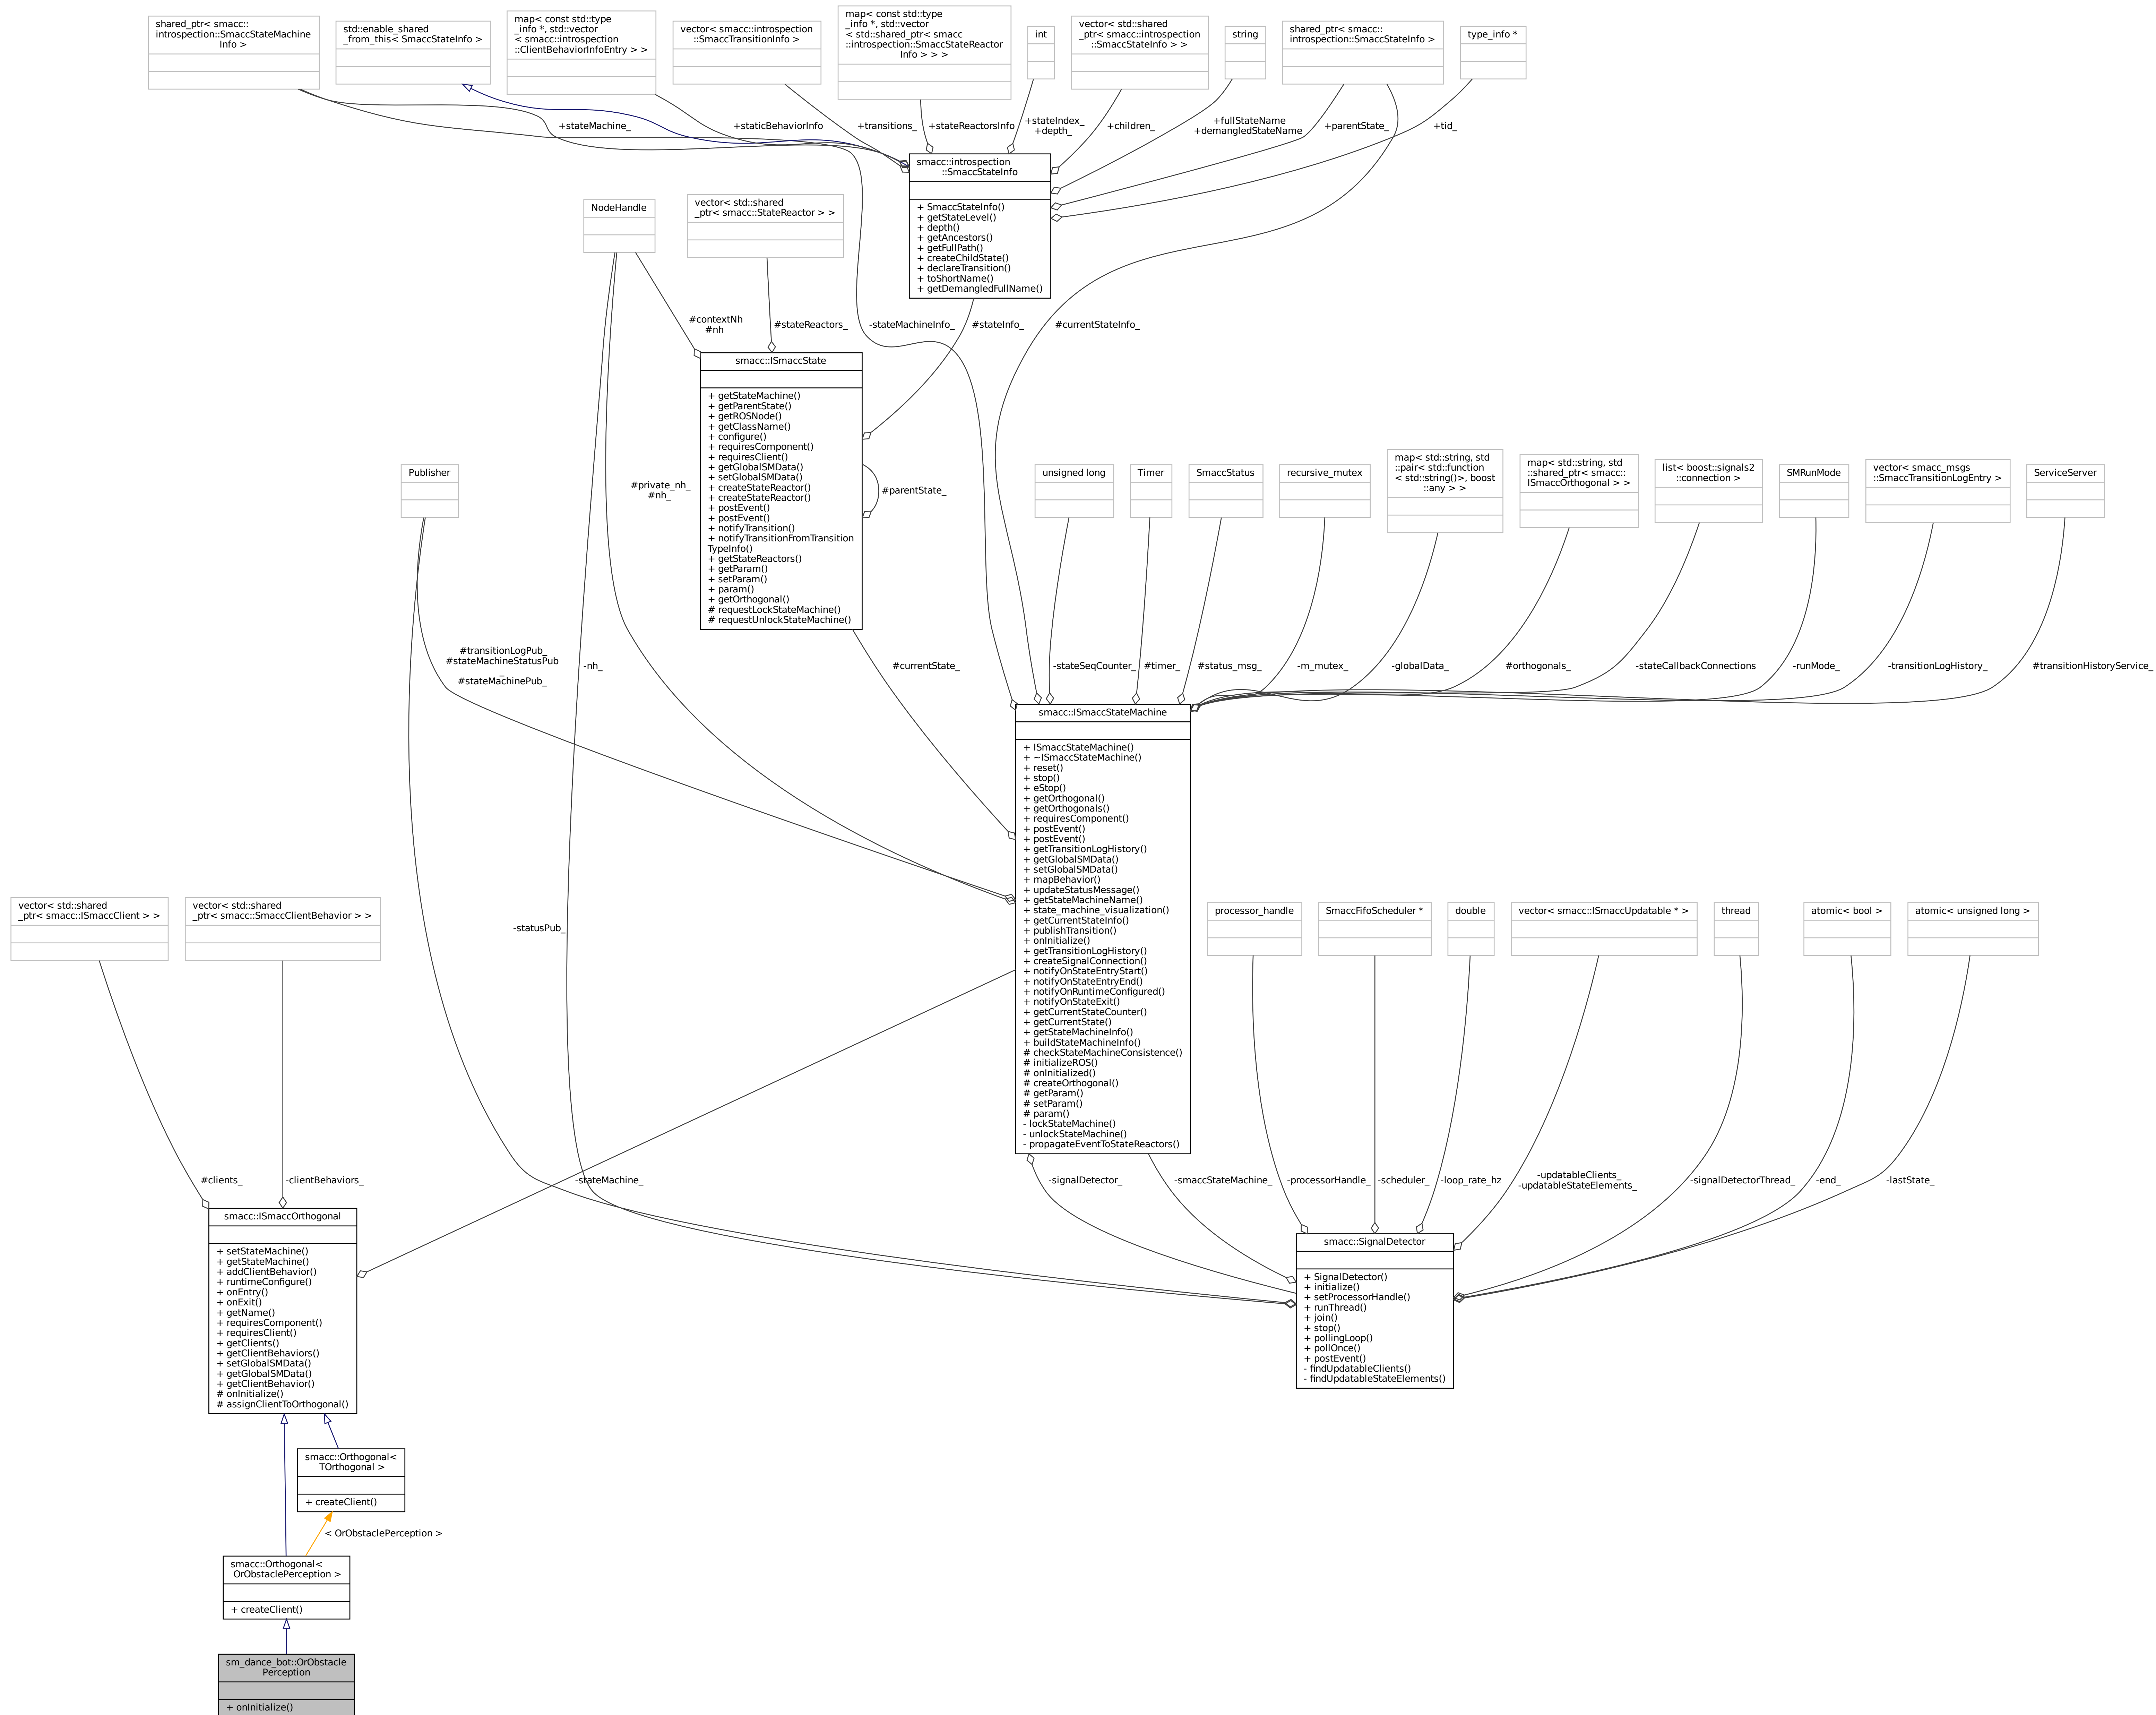 shared_ptr< smacc::
introspection::SmaccStateMachine
Info >
std::enable_shared
_from_this< SmaccStateInfo >
map< const std::type
_info *, std::vector
< smacc::introspection
::ClientBehaviorInfoEntry > >
vector< smacc::introspection
::SmaccTransitionInfo >
map< const std::type
_info *, std::vector
< std::shared_ptr< smacc
::introspection::SmaccStateReactor
Info > > >
int
vector< std::shared
_ptr< smacc::introspection
::SmaccStateInfo > >
string
shared_ptr< smacc::
introspection::SmaccStateInfo >
type_info *
+stateMachine_
+staticBehaviorInfo
+transitions_
+stateReactorsInfo
+stateIndex_
+depth_
+children_
+fullStateName
+demangledStateName
+parentState_
+tid_
smacc::introspection
::SmaccStateInfo
+ SmaccStateInfo()
+ getStateLevel()
+ depth()
+ getAncestors()
+ getFullPath()
+ createChildState()
+ declareTransition()
+ toShortName()
+ getDemangledFullName()
NodeHandle
vector< std::shared
_ptr< smacc::StateReactor > >
#contextNh
#nh
#stateReactors_
-stateMachineInfo_
#stateInfo_
#currentStateInfo_
smacc::ISmaccState
+ getStateMachine()
+ getParentState()
+ getROSNode()
+ getClassName()
+ configure()
+ requiresComponent()
+ requiresClient()
+ getGlobalSMData()
+ setGlobalSMData()
+ createStateReactor()
+ createStateReactor()
+ postEvent()
+ postEvent()
+ notifyTransition()
+ notifyTransitionFromTransition
TypeInfo()
+ getStateReactors()
+ getParam()
+ setParam()
+ param()
+ getOrthogonal()
# requestLockStateMachine()
# requestUnlockStateMachine()
#parentState_
Publisher
#private_nh_
#nh_
unsigned long
Timer
SmaccStatus
recursive_mutex
map< std::string, std
::pair< std::function
< std::string()>, boost
::any > >
map< std::string, std
::shared_ptr< smacc::
ISmaccOrthogonal > >
list< boost::signals2
::connection >
SMRunMode
vector< smacc_msgs
::SmaccTransitionLogEntry >
ServiceServer
#transitionLogPub_
#stateMachineStatusPub
_
#stateMachinePub_
-nh_
#currentState_
-stateSeqCounter_
#timer_
#status_msg_
-m_mutex_
-globalData_
#orthogonals_
-stateCallbackConnections
-runMode_
-transitionLogHistory_
#transitionHistoryService_
smacc::ISmaccStateMachine
+ ISmaccStateMachine()
+ ~ISmaccStateMachine()
+ reset()
+ stop()
+ eStop()
+ getOrthogonal()
+ getOrthogonals()
+ requiresComponent()
+ postEvent()
+ postEvent()
+ getTransitionLogHistory()
+ getGlobalSMData()
+ setGlobalSMData()
+ mapBehavior()
+ updateStatusMessage()
+ getStateMachineName()
+ state_machine_visualization()
+ getCurrentStateInfo()
+ publishTransition()
+ onInitialize()
+ getTransitionLogHistory()
+ createSignalConnection()
+ notifyOnStateEntryStart()
+ notifyOnStateEntryEnd()
+ notifyOnRuntimeConfigured()
+ notifyOnStateExit()
+ getCurrentStateCounter()
+ getCurrentState()
+ getStateMachineInfo()
+ buildStateMachineInfo()
# checkStateMachineConsistence()
# initializeROS()
# onInitialized()
# createOrthogonal()
# getParam()
# setParam()
# param()
- lockStateMachine()
- unlockStateMachine()
- propagateEventToStateReactors()
vector< std::shared
_ptr< smacc::ISmaccClient > >
vector< std::shared
_ptr< smacc::SmaccClientBehavior > >
-statusPub_
processor_handle
SmaccFifoScheduler *
double
vector< smacc::ISmaccUpdatable * >
thread
atomic< bool >
atomic< unsigned long >
#clients_
-clientBehaviors_
-stateMachine_
-signalDetector_
-smaccStateMachine_
-processorHandle_
-scheduler_
-loop_rate_hz
-updatableClients_
-updatableStateElements_
-signalDetectorThread_
-end_
-lastState_
smacc::ISmaccOrthogonal
+ setStateMachine()
+ getStateMachine()
+ addClientBehavior()
+ runtimeConfigure()
+ onEntry()
+ onExit()
+ getName()
+ requiresComponent()
+ requiresClient()
+ getClients()
+ getClientBehaviors()
+ setGlobalSMData()
+ getGlobalSMData()
+ getClientBehavior()
# onInitialize()
# assignClientToOrthogonal()
smacc::SignalDetector
+ SignalDetector()
+ initialize()
+ setProcessorHandle()
+ runThread()
+ join()
+ stop()
+ pollingLoop()
+ pollOnce()
+ postEvent()
- findUpdatableClients()
- findUpdatableStateElements()
smacc::Orthogonal<
TOrthogonal >
+ createClient()
< OrObstaclePerception >
smacc::Orthogonal<
OrObstaclePerception >
+ createClient()
sm_dance_bot::OrObstacle
Perception
+ onInitialize()